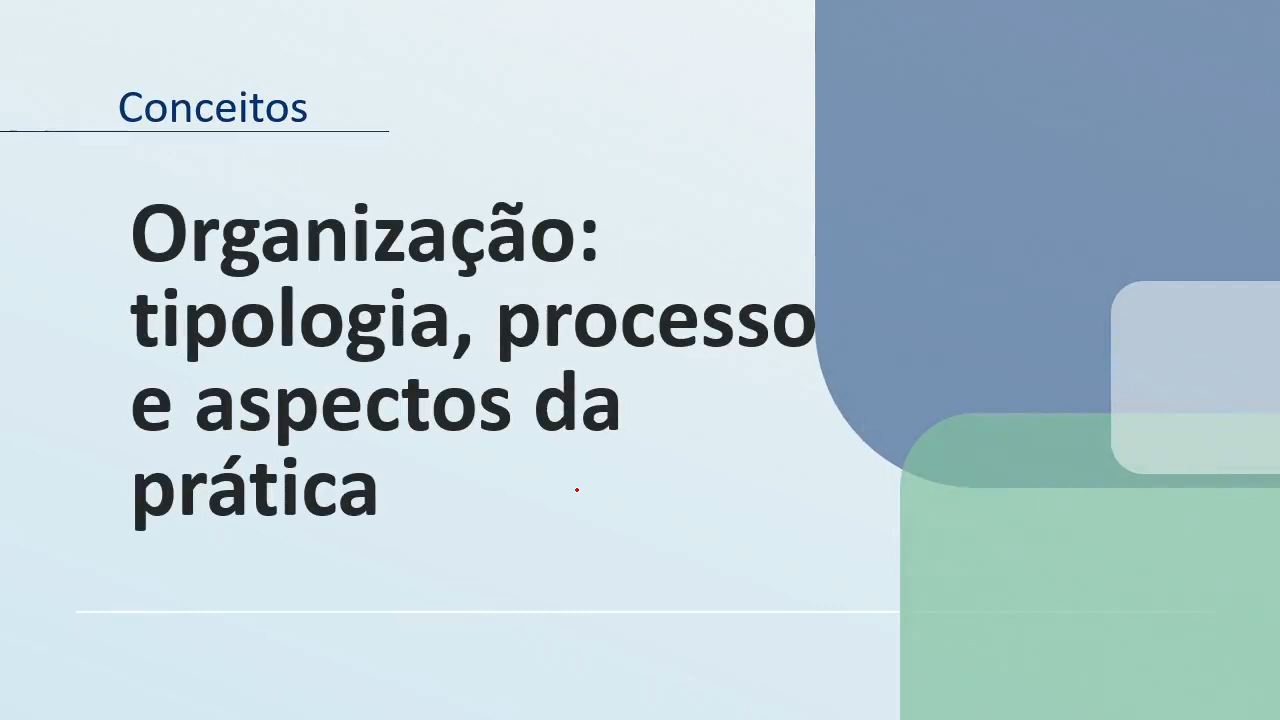 Conceitos
Organização:
tipologia, processo
e aspectos da
prática